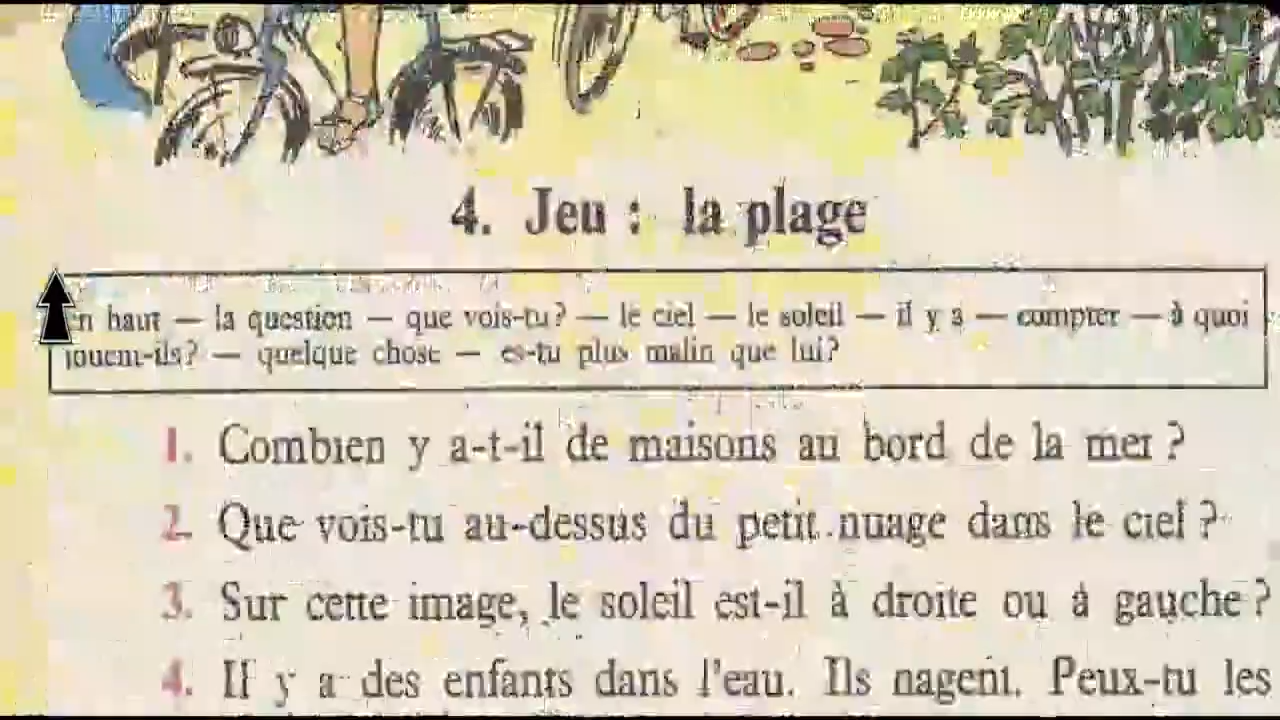 4. Jeu : la plage
en haut — la question — que vois-tu? — le ciel — le soleil — il y a — compter — à quoi
jouent-ils? — quelque chose — es-tu plus malin que lui?
1. Combien y a-t-il de maisons au bord de la mer ?
2. Que vois-tu au-dessus du petit nuage dans le ciel ?
3. Sur cette image, le soleil est-il à droite ou à gauche ?
4. Il y a des enfants dans l'eau. Ils nagent. Peux-tu les